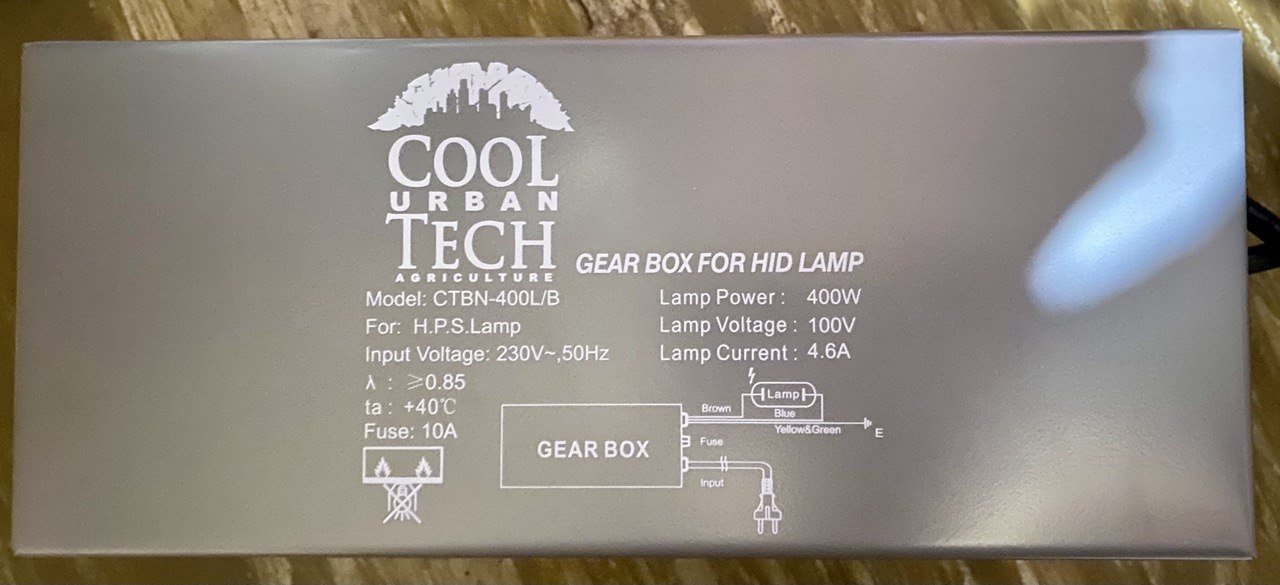 COOL
URBAN
TECH
AGRICULTURE
GEAR BOX FOR HID LAMP
Model: CTBN-400L/B
For: H.P.S.Lamp
Input Voltage: 230V~,50Hz
λ : ≥0.85
ta : +40℃
Fuse: 10A
Lamp Power : 400W
Lamp Voltage : 100V
Lamp Current : 4.6A
GEAR BOX
Brown
Lamp
Blue
Yellow&Green
E
Fuse
Input